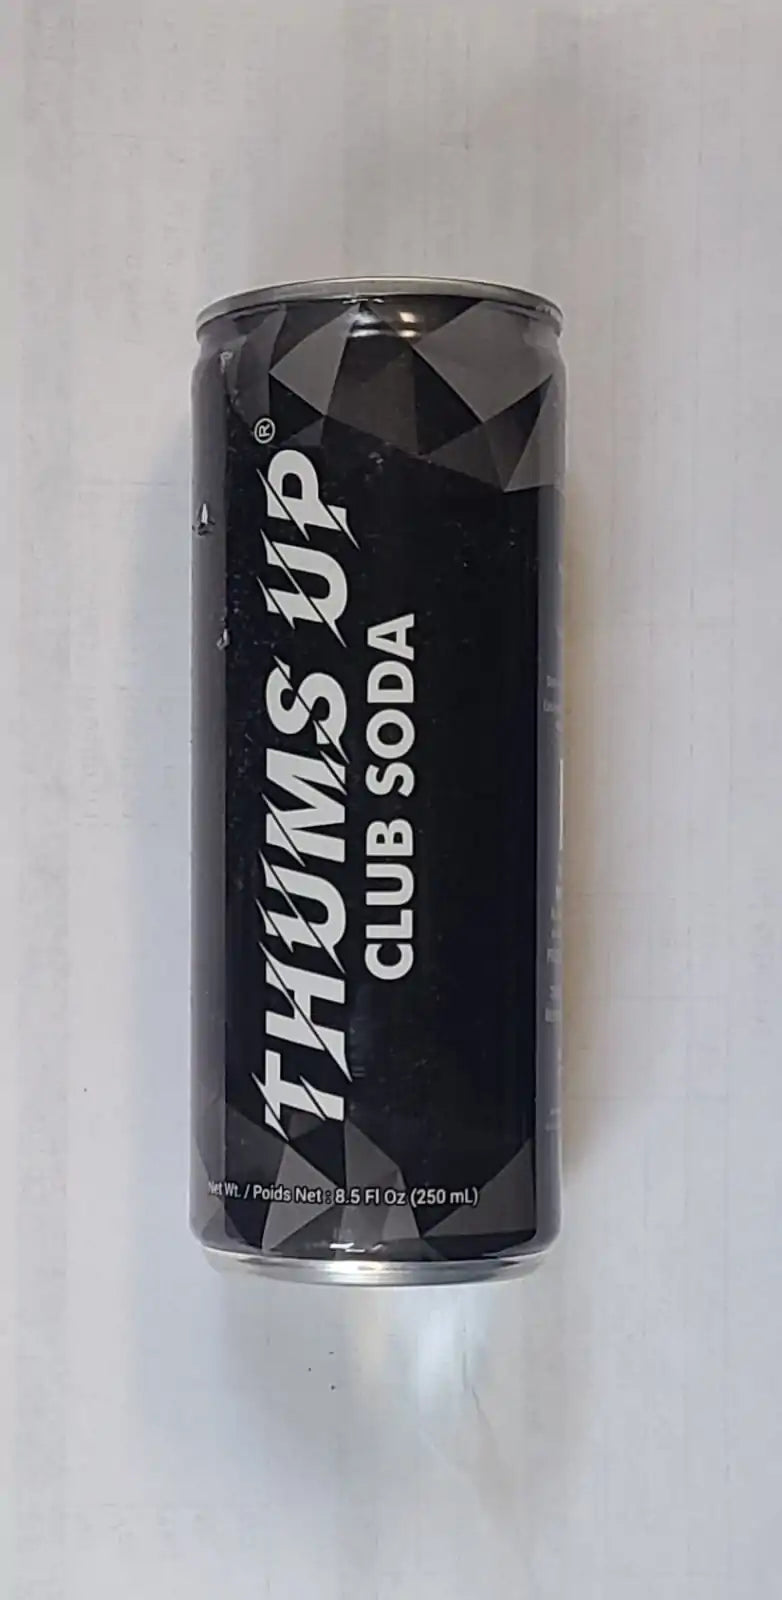 THUMS UP®
CLUB SODA
Net Wt. / Poids Net : 8.5 Fl Oz (250 mL)